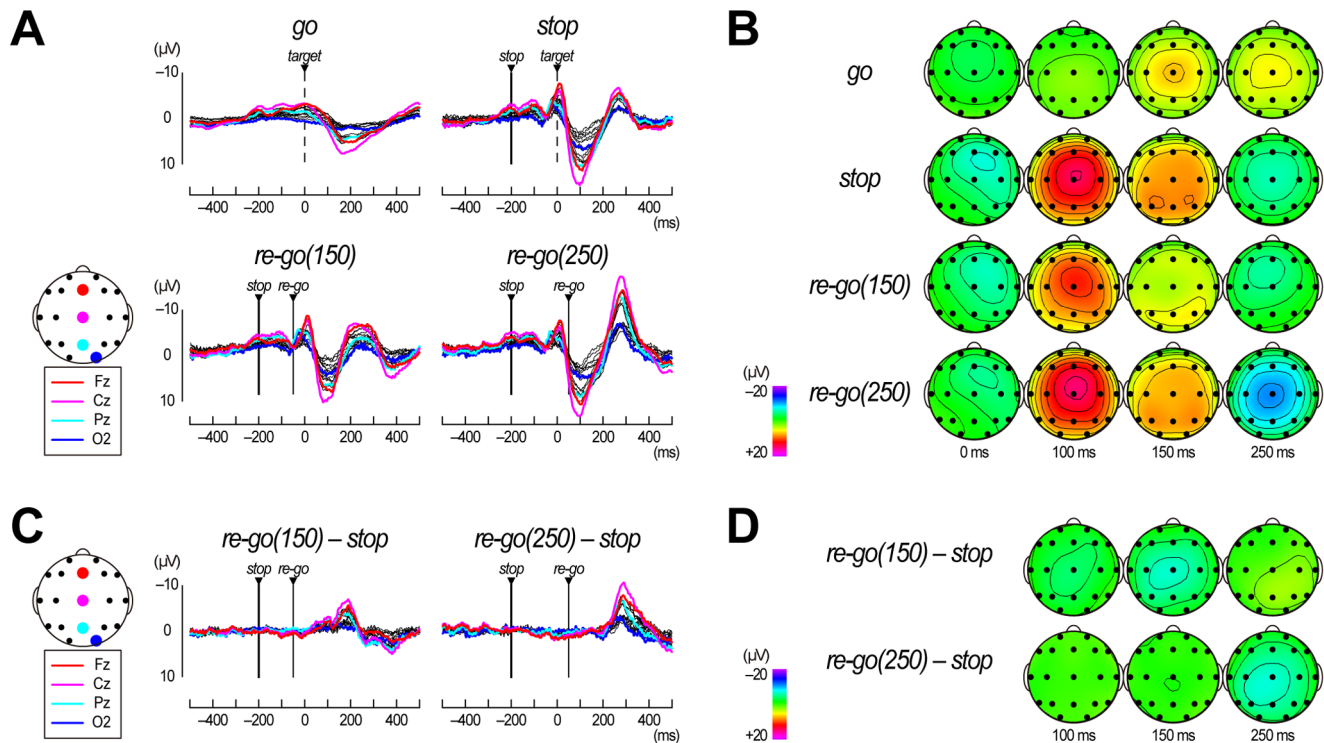 A
go
stop
(μV)
target
stop
target
–10
0
10
–400 –200 0 200 400
–400 –200 0 200 400
(ms)
re-go(150)
re-go(250)
stop re-go
stop re-go
–10
0
10
–400 –200 0 200 400
–400 –200 0 200 400
(ms)
Fz
Cz
Pz
O2
B
go
stop
re-go(150)
re-go(250)
(μV)
–20
+20
0 ms 100 ms 150 ms 250 ms
C
re-go(150) – stop
re-go(250) – stop
(μV)
stop re-go
stop re-go
–10
0
10
–400 –200 0 200 400
–400 –200 0 200 400
(ms)
Fz
Cz
Pz
O2
D
re-go(150) – stop
re-go(250) – stop
(μV)
–20
+20
100 ms 150 ms 250 ms